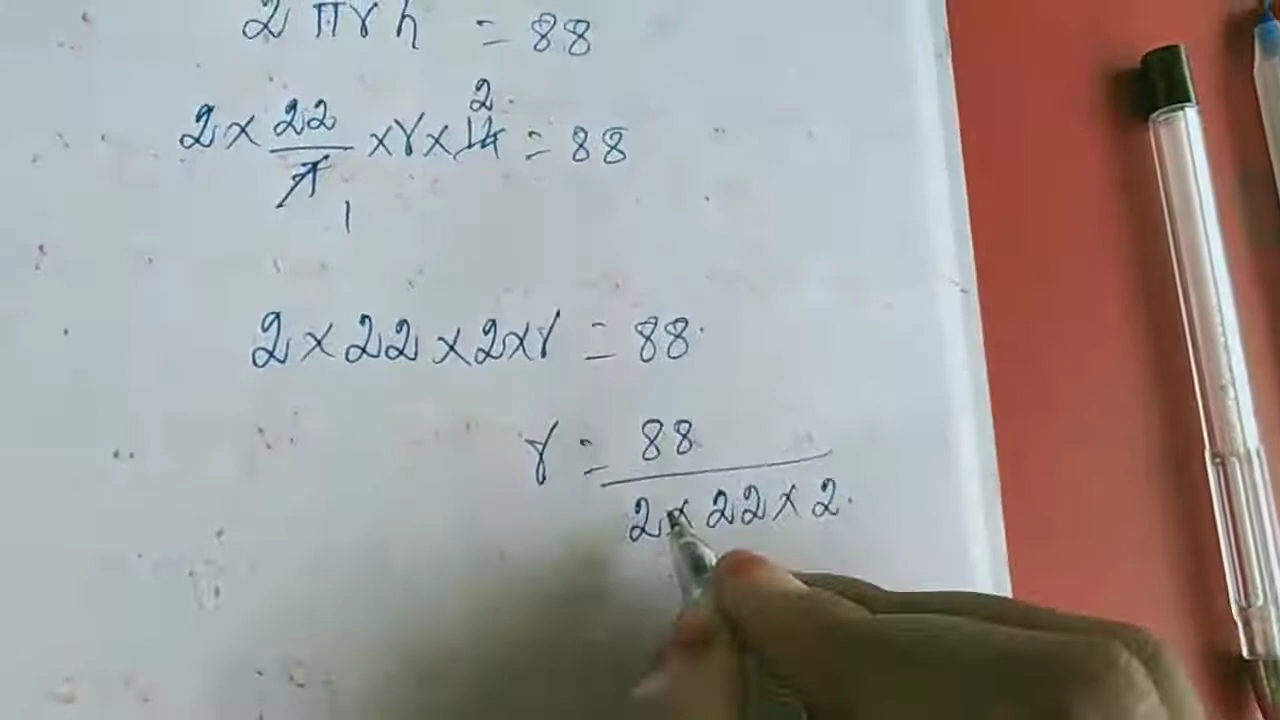 2πrh = 88
2 × 22/7 × r × 14 = 88
2
1
2 × 22 × 2 × r = 88
r = 88
2 × 22 × 2